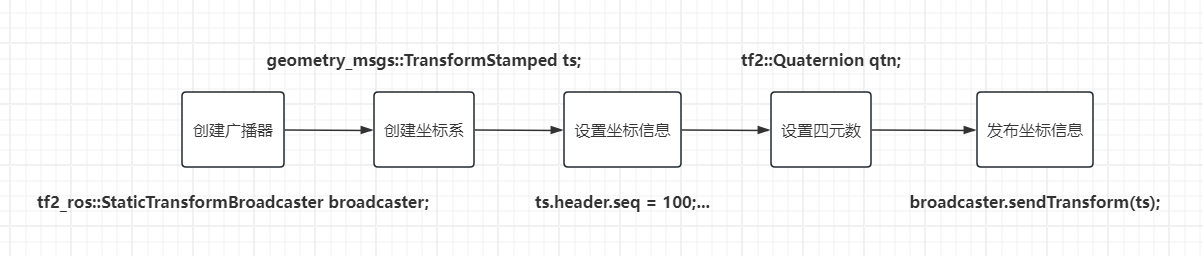 geometry_msgs::TransformStamped ts;
tf2::Quaternion qtn;
创建广播器
创建坐标系
设置坐标信息
设置四元数
发布坐标信息
tf2_ros::StaticTransformBroadcaster broadcaster;
ts.header.seq = 100;...
broadcaster.sendTransform(ts);